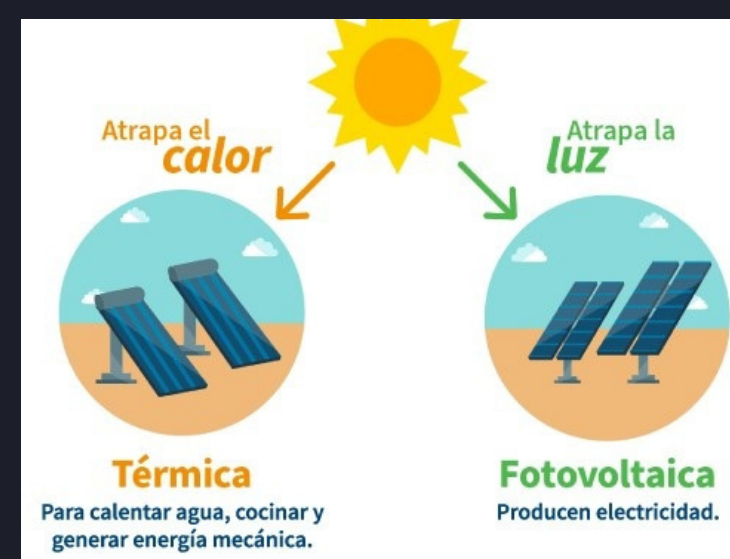 Atrapa el
calor
Atrapa la
luz
Térmica
Para calentar agua, cocinar y
generar energía mecánica.
Fotovoltaica
Producen electricidad.